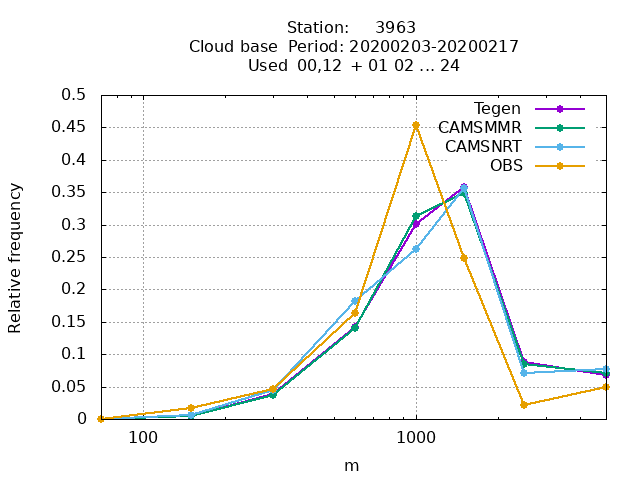 Station: 3963
Cloud base Period: 20200203-20200217
Used 00,12 + 01 02 ... 24
Relative frequency
0.5
0.45
0.4
0.35
0.3
0.25
0.2
0.15
0.1
0.05
0
Tegen
CAMSMMR
CAMSNRT
OBS
100
1000
m